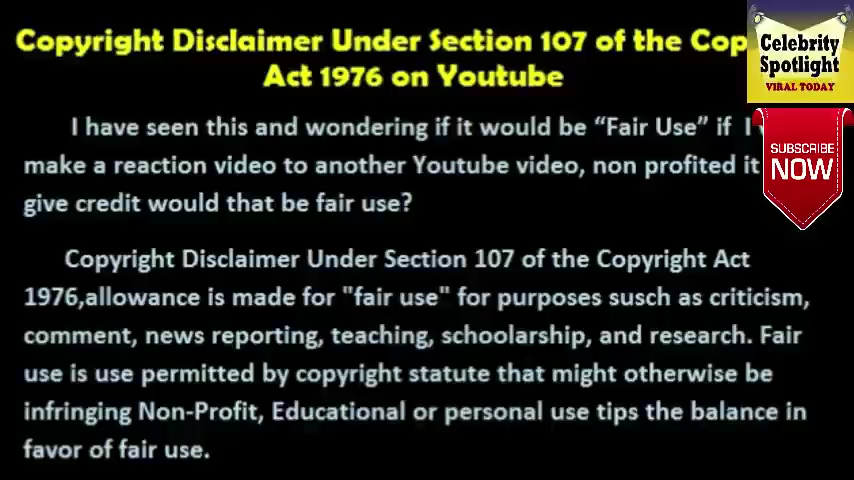 Copyright Disclaimer Under Section 107 of the Cop
Act 1976 on Youtube
Celebrity
Spotlight
VIRAL TODAY
SUBSCRIBE
NOW
I have seen this and wondering if it would be “Fair Use” if I
make a reaction video to another Youtube video, non profited it
give credit would that be fair use?
Copyright Disclaimer Under Section 107 of the Copyright Act
1976,allowance is made for "fair use" for purposes susch as criticism,
comment, news reporting, teaching, schoolarship, and research. Fair
use is use permitted by copyright statute that might otherwise be
infringing Non-Profit, Educational or personal use tips the balance in
favor of fair use.